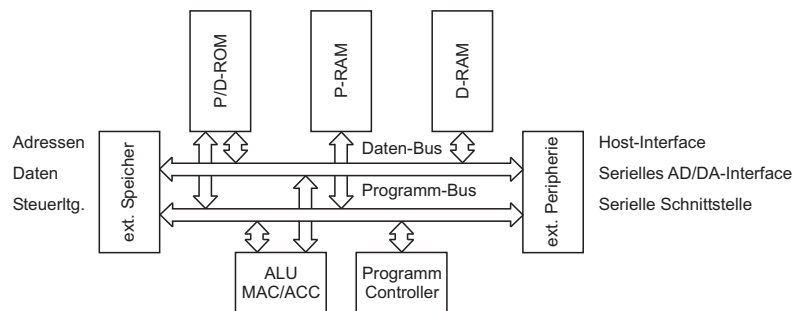 P/D-ROM
P-RAM
D-RAM
Adressen
Daten
Steuerltg.
ext. Speicher
Daten-Bus
Programm-Bus
ext. Peripherie
Host-Interface
Serielles AD/DA-Interface
Serielle Schnittstelle
ALU
MAC/ACC
Programm
Controller